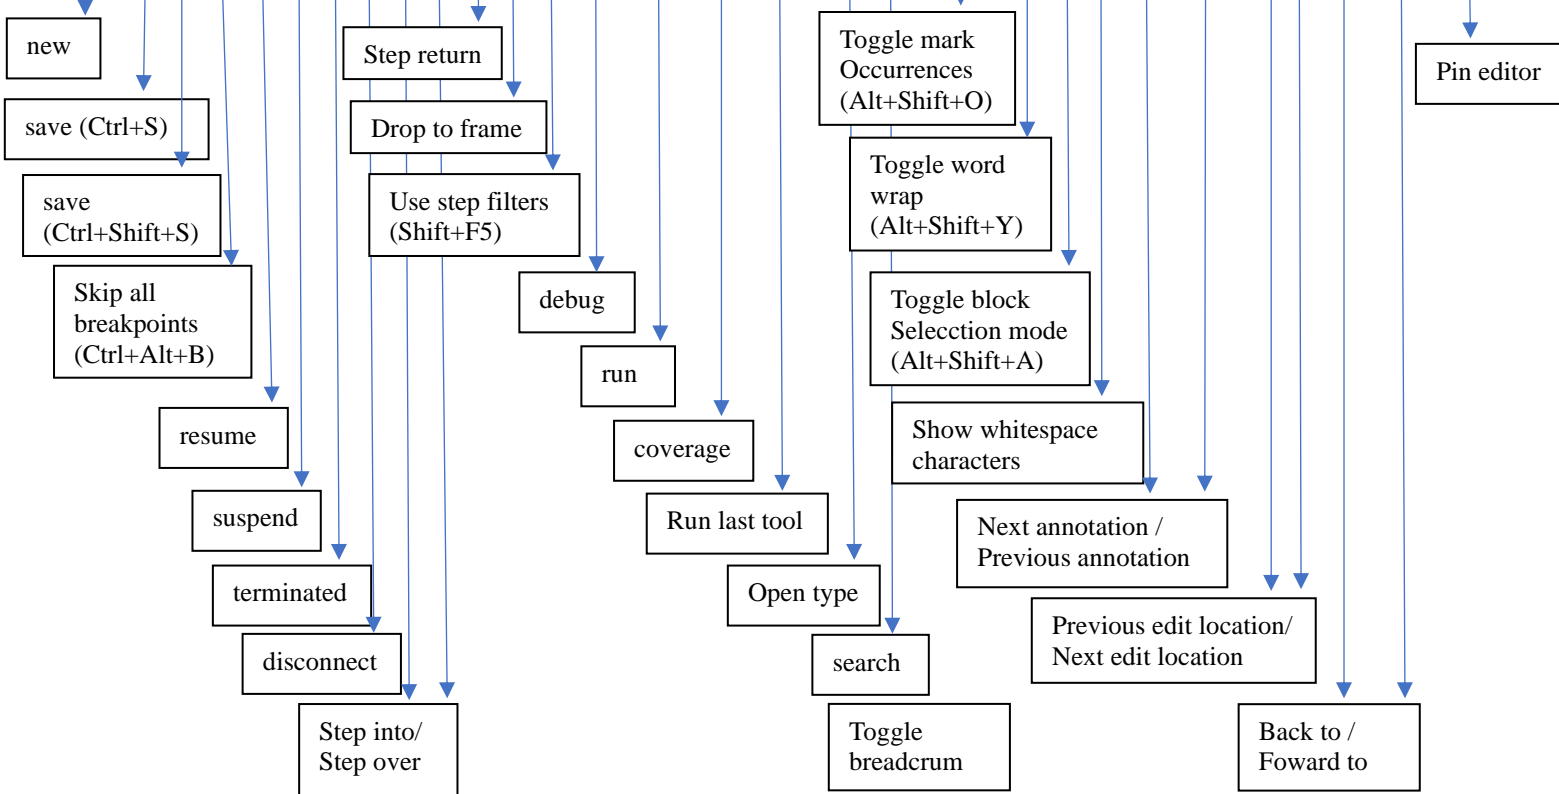 new
save (Ctrl+S)
save
(Ctrl+Shift+S)
Skip all
breakpoints
(Ctrl+Alt+B)
resume
suspend
terminated
disconnect
Step into/
Step over
Step return
Drop to frame
Use step filters
(Shift+F5)
debug
run
coverage
Run last tool
Open type
search
Toggle
breadcrum
Toggle mark
Occurrences
(Alt+Shift+O)
Toggle word
wrap
(Alt+Shift+Y)
Toggle block
Selecction mode
(Alt+Shift+A)
Show whitespace
characters
Next annotation /
Previous annotation
Previous edit location/
Next edit location
Back to /
Foward to
Pin editor